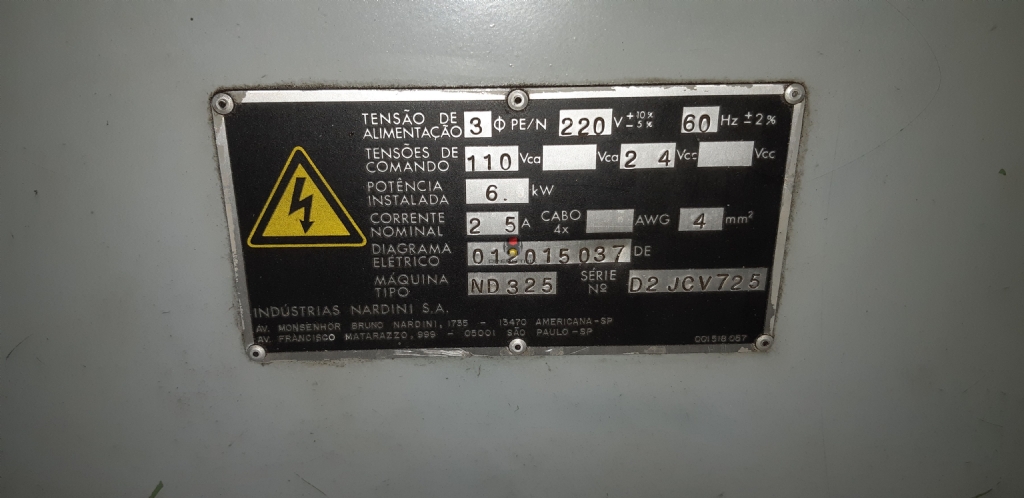 TENSÃO DE ALIMENTAÇÃO 3 Φ PE/N 220 V +10% -5% 60 Hz ±2%
TENSÕES DE COMANDO 110 Vca Vca 24 Vcc Vcc
POTÊNCIA INSTALADA 6. kW
CORRENTE NOMINAL 25 A CABO 4x AWG 4 mm²
DIAGRAMA ELÉTRICO 012015037 DE
MÁQUINA TIPO ND325 SÉRIE Nº D2JCV725
INDÚSTRIAS NARDINI S.A.
AV. MONSENHOR BRUNO NARDINI, 1735 - 13470 AMERICANA-SP
AV. FRANCISCO MATARAZZO, 999 - 05001 SÃO PAULO-SP
001518067